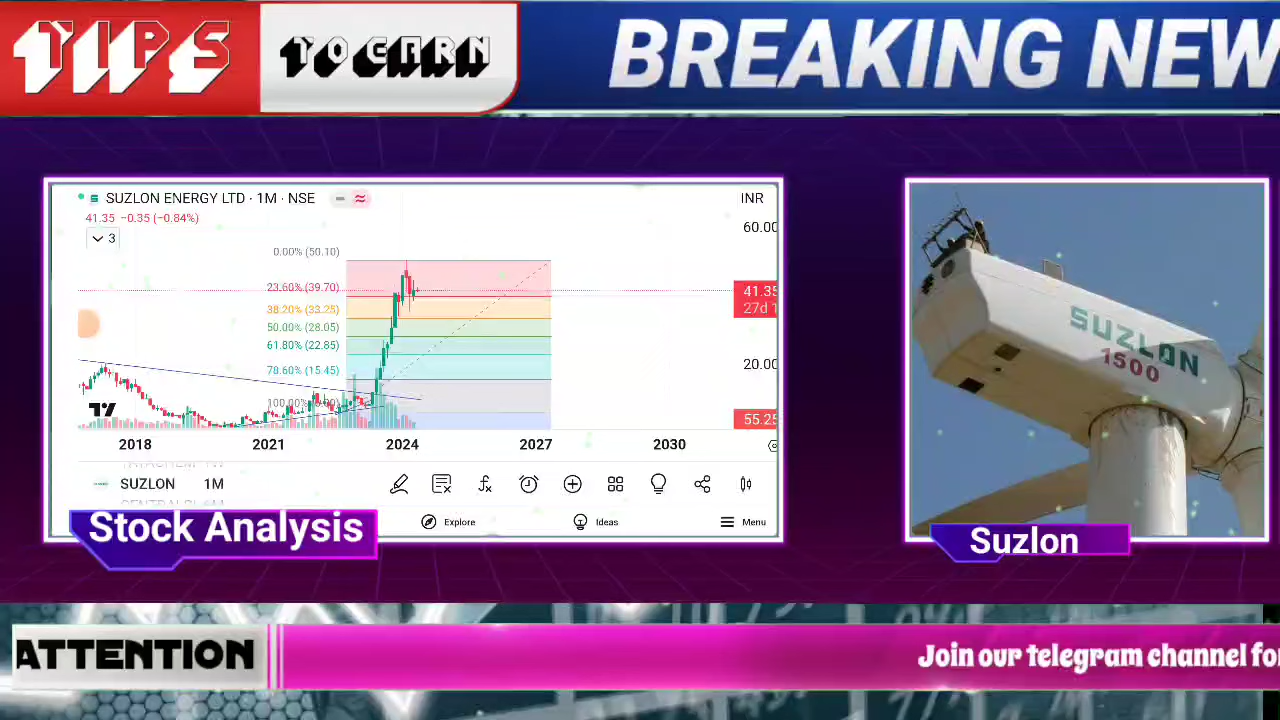 TIPS
TO EARN
BREAKING NEW
SUZLON ENERGY LTD · 1M · NSE
INR
41.35 −0.35 (−0.84%)
3
60.00
0.00% (50.10)
23.60% (39.70)
41.35
27d 1
38.20% (33.25)
50.00% (28.05)
61.80% (22.85)
20.00
78.60% (15.45)
55.25
2018
2021
2024
2027
2030
SUZLON
1M
Explore
Ideas
Menu
Stock Analysis
SUZLON
1500
Suzlon
ATTENTION
Join our telegram channel for